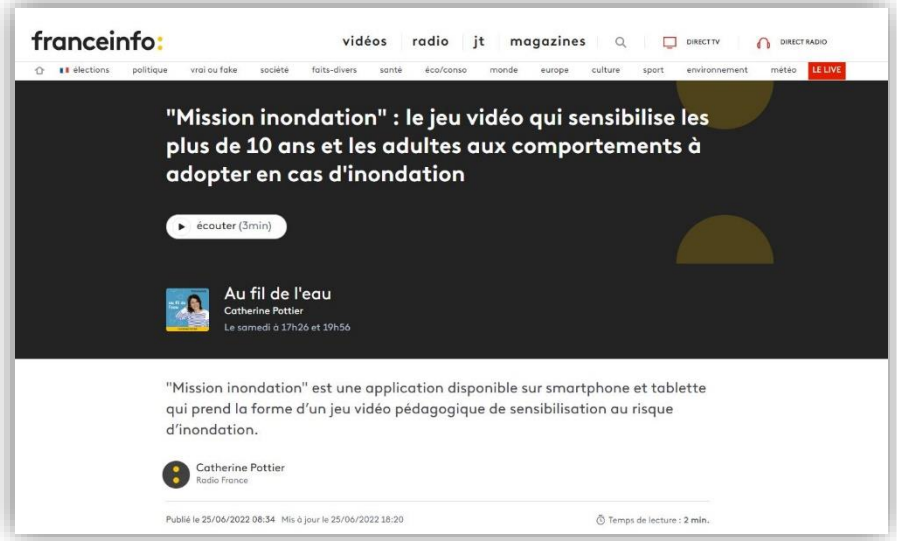 franceinfo:
vidéos radio jt magazines DIRECT TV DIRECT RADIO
élections politique vrai ou fake société faits-divers santé éco/conso monde europe culture sport environnement météo LE LIVE
"Mission inondation" : le jeu vidéo qui sensibilise les
plus de 10 ans et les adultes aux comportements à
adopter en cas d'inondation
écouter (3min)
Au fil de l'eau
Catherine Pottier
Le samedi à 17h26 et 19h56
"Mission inondation" est une application disponible sur smartphone et tablette
qui prend la forme d'un jeu vidéo pédagogique de sensibilisation au risque
d'inondation.
Catherine Pottier
Radio France
Publié le 25/06/2022 08:34 Mis à jour le 25/06/2022 18:20 Temps de lecture : 2 min.